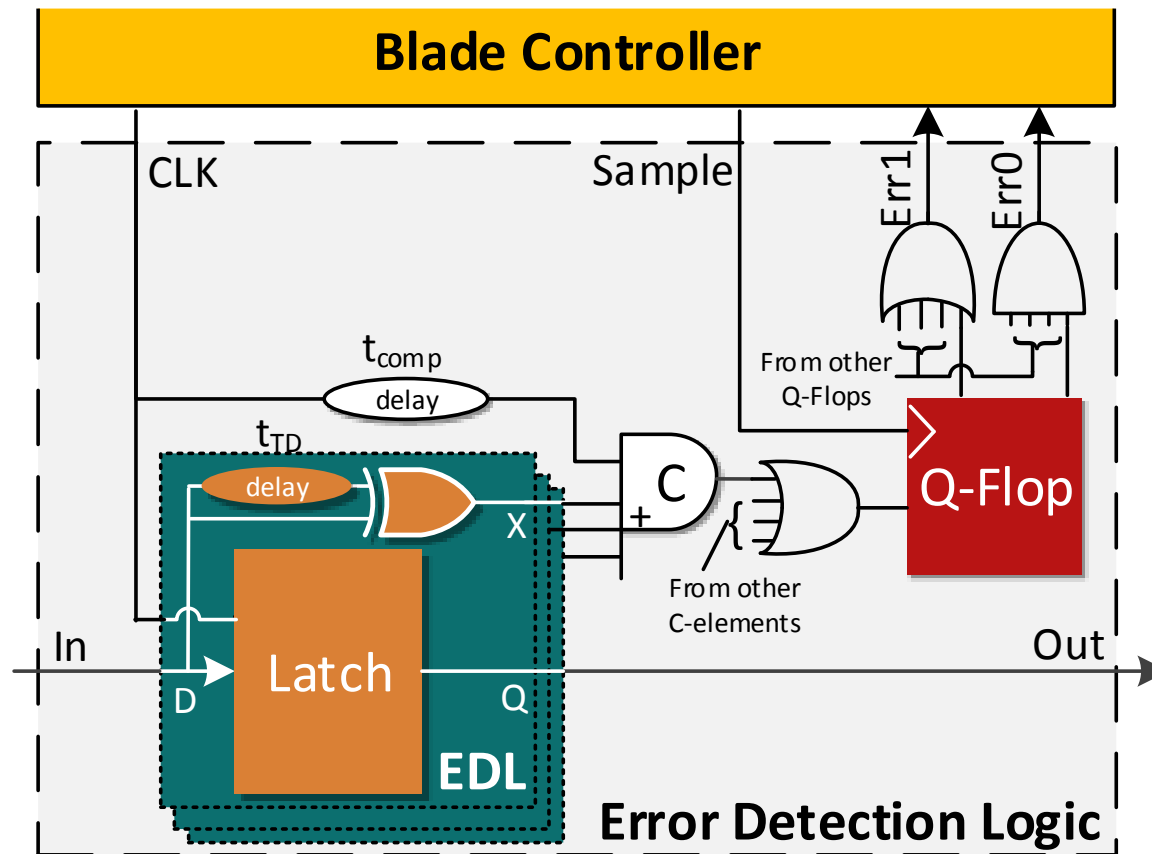 Blade Controller
CLK
Sample
Err1
Err0
t_comp
delay
From other
Q-Flops
t_TD
delay
X
C
+
Q-Flop
From other
C-elements
In
Out
D
Latch
Q
EDL
Error Detection Logic